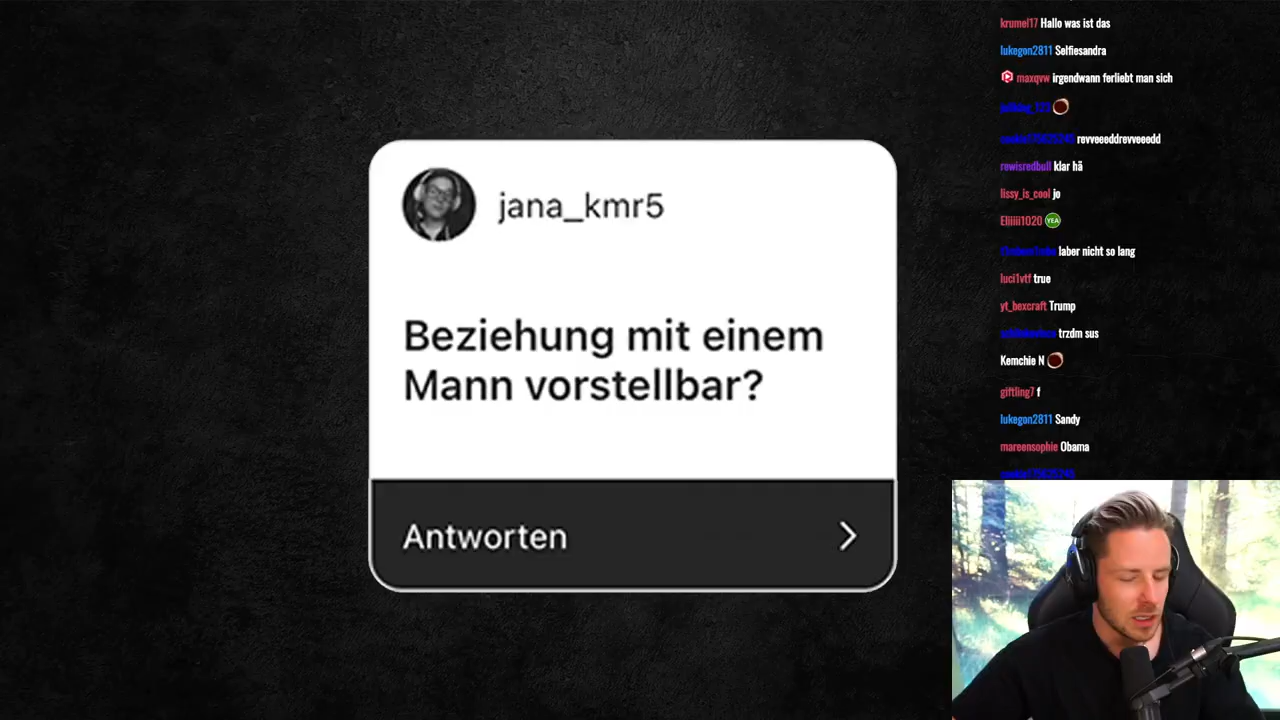 jana_kmr5
Beziehung mit einem
Mann vorstellbar?
Antworten
krumel17 Hallo was ist das
lukegon2811 Selfiesandra
maxqvw irgendwann ferliebt man sich
revveeeddrevveeedd
rewisredbull klar hä
lissy_is_cool jo
Eliiiii1020 YEA
laber nicht so lang
luci1vtf true
yt_bexcraft Trump
trzdm sus
Kemchie N
giftling7 f
lukegon2811 Sandy
mareensophie Obama